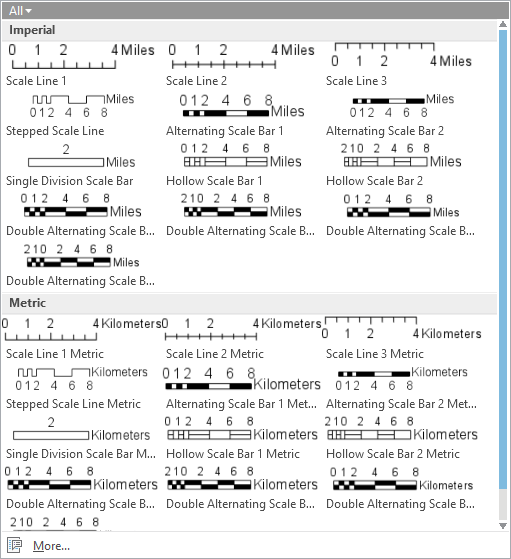 All
Imperial
0 2 4 Miles 0 2 4 Miles 0 2 4 Miles
Scale Line 1 Scale Line 2 Scale Line 3
Miles 0 1 2 4 6 8 Miles Miles
0 1 2 4 6 8 0 1 2 4 6 8
Stepped Scale Line Alternating Scale Bar 1 Alternating Scale Bar 2
2 Miles 0 1 2 4 6 8 Miles 2 1 0 2 4 6 8 Miles
Single Division Scale Bar Hollow Scale Bar 1 Hollow Scale Bar 2
0 1 2 4 6 8 Miles 0 1 2 4 6 8 Miles 0 2 4 6 8 Miles
Double Alternating Scale B... Double Alternating Scale B... Double Alternating Scale B...
2 1 0 2 4 6 8 Miles
Double Alternating Scale B...
Metric
0 1 2 4 Kilometers 0 1 2 4 Kilometers 0 1 2 4 Kilometers
Scale Line 1 Metric Scale Line 2 Metric Scale Line 3 Metric
Kilometers 0 1 2 4 6 8 Kilometers Kilometers
0 1 2 4 6 8 0 1 2 4 6 8
Stepped Scale Line Metric Alternating Scale Bar 1 Met... Alternating Scale Bar 2 Met...
2 Kilometers 0 1 2 4 6 8 Kilometers 2 1 0 2 4 6 8 Kilometers
Single Division Scale Bar M... Hollow Scale Bar 1 Metric Hollow Scale Bar 2 Metric
0 1 2 4 6 8 Kilometers 0 1 2 4 6 8 Kilometers 0 2 4 6 8 Kilometers
Double Alternating Scale B... Double Alternating Scale B... Double Alternating Scale B...
2 1 0 2 4 6 8
More...